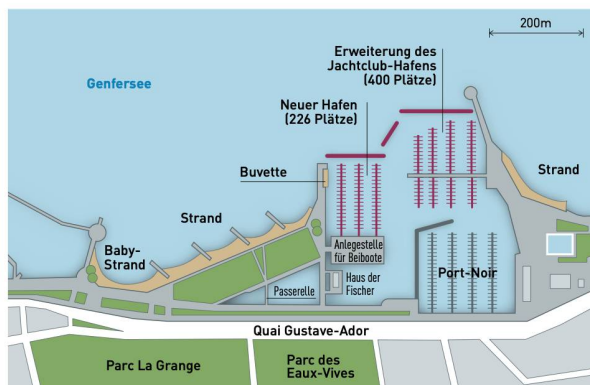 200m
Erweiterung des
Jachtclub-Hafens
(400 Plätze)
Genfersee
Neuer Hafen
(226 Plätze)
Buvette
Strand
Strand
Baby-
Strand
Anlegestelle
für Beiboote
Port-Noir
Haus der
Fischer
Passerelle
Quai Gustave-Ador
Parc La Grange
Parc des
Eaux-Vives